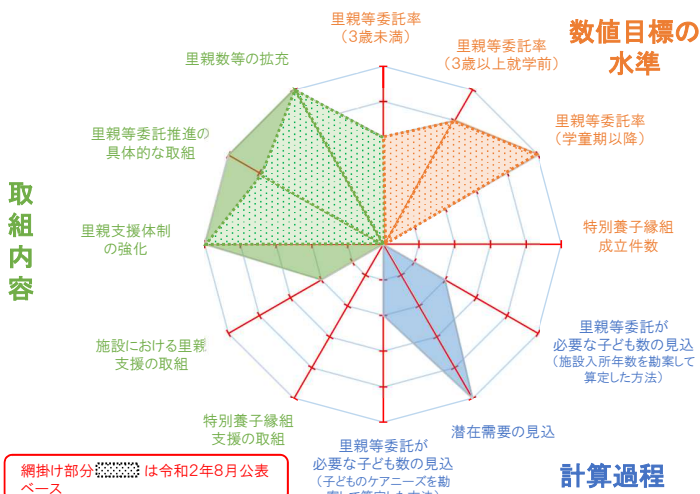 里親等委託率
（3歳未満）
里親等委託率
（3歳以上就学前）
数値目標の
水準
里親数等の拡充
里親等委託率
（学童期以降）
里親等委託推進の
具体的な取組
取組内容
里親支援体制
の強化
特別養子縁組
成立件数
施設における里親
支援の取組
里親等委託が
必要な子ども数の見込
（施設入所年数を勘案して
算定した方法）
特別養子縁組
支援の取組
潜在需要の見込
里親等委託が
必要な子ども数の見込
（子どものケアニーズを勘
案して算定した方法）
計算過程
網掛け部分 は令和2年8月公表
ベース